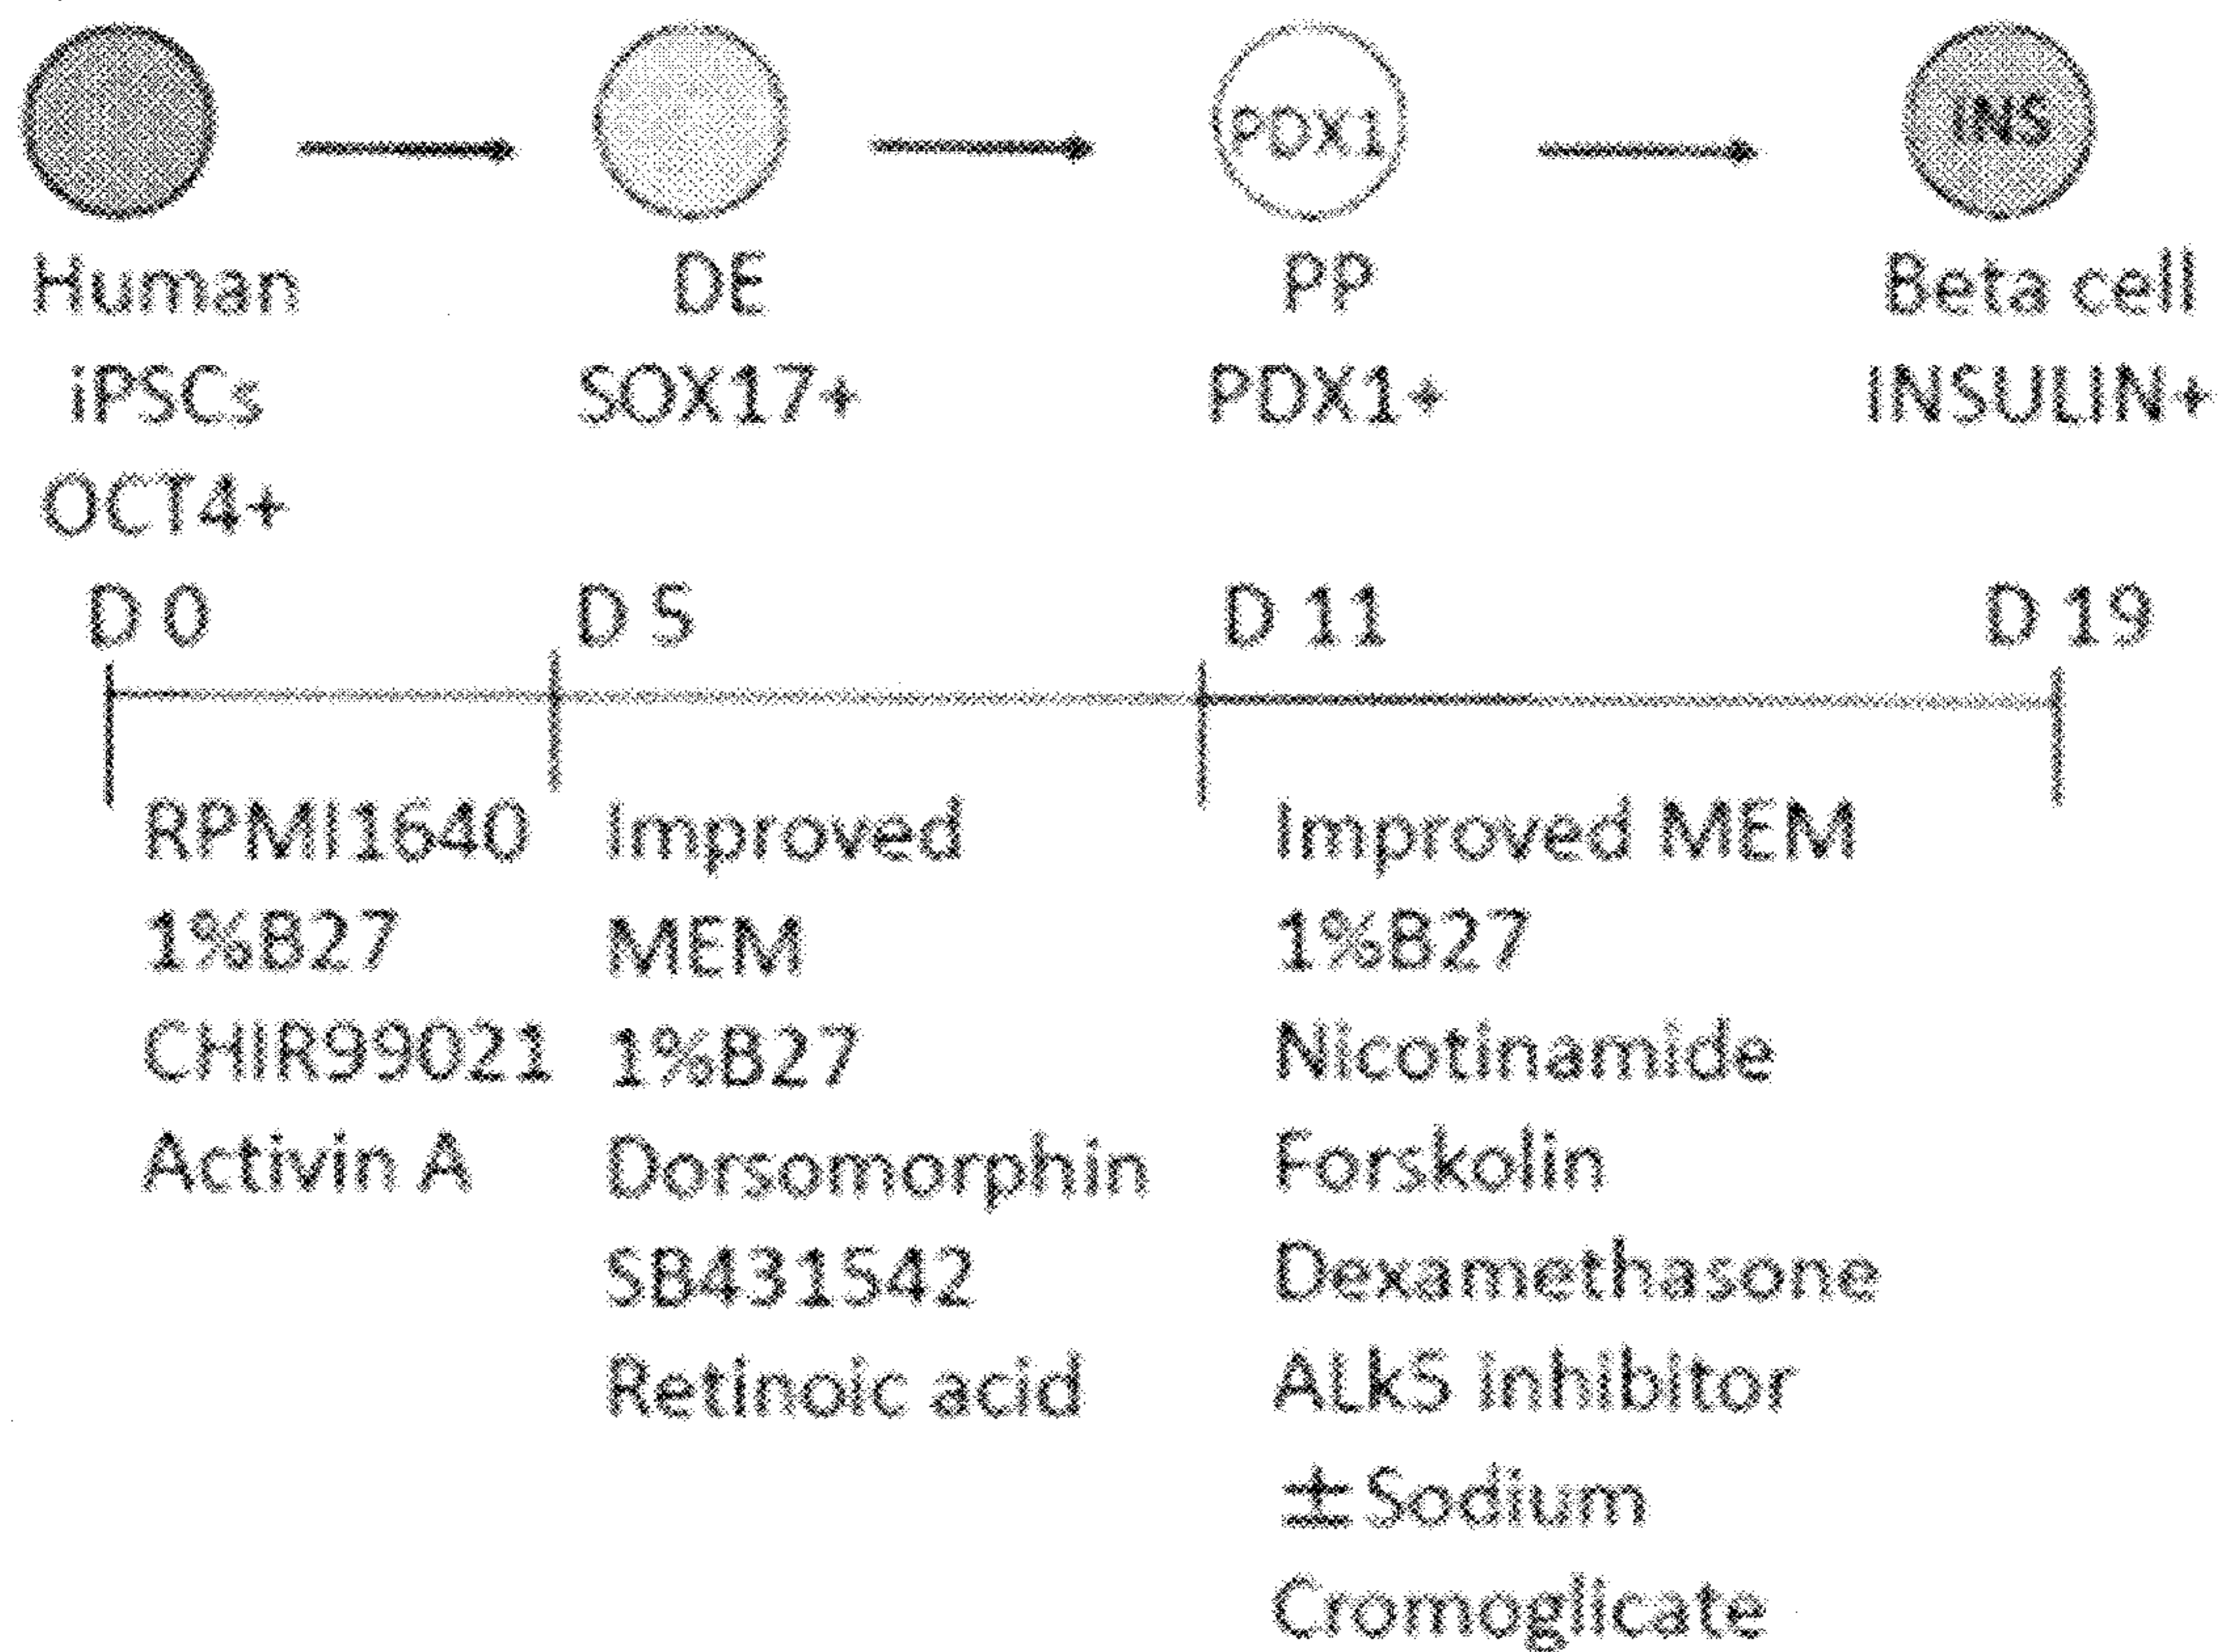 PDX1
INS
Human
iPSCs
OCT4+
DE
SOX17+
PP
PDX1+
Beta cell
INSULIN+
D 0
D 5
D 11
D 19
RPMI1640
1%B27
CHIR99021
Activin A
Improved
MEM
1%B27
Dorsomorphin
SB431542
Retinoic acid
Improved MEM
1%B27
Nicotinamide
Forskolin
Dexamethasone
ALk5 inhibitor
±Sodium
Cromoglicate